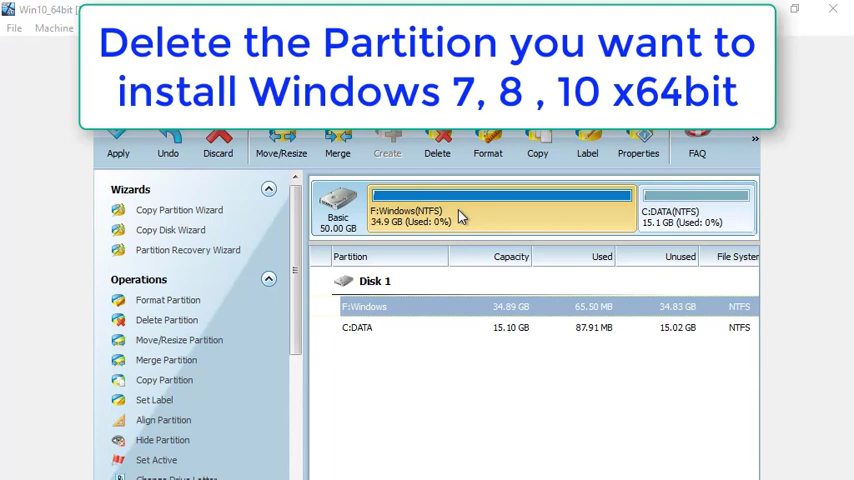 Win10_64bit [
File Machine
Delete the Partition you want to
install Windows 7, 8 , 10 x64bit
Apply Undo Discard Move/Resize Merge Create Delete Format Copy Label Properties FAQ
Wizards
Copy Partition Wizard
Copy Disk Wizard
Partition Recovery Wizard
Operations
Format Partition
Delete Partition
Move/Resize Partition
Merge Partition
Copy Partition
Set Label
Align Partition
Hide Partition
Set Active
Change Drive Letter
Basic
50.00 GB
F:Windows(NTFS)
34.9 GB (Used: 0%)
C:DATA(NTFS)
15.1 GB (Used: 0%)
Partition Capacity Used Unused File System
Disk 1
F:Windows 34.89 GB 65.50 MB 34.83 GB NTFS
C:DATA 15.10 GB 87.91 MB 15.02 GB NTFS